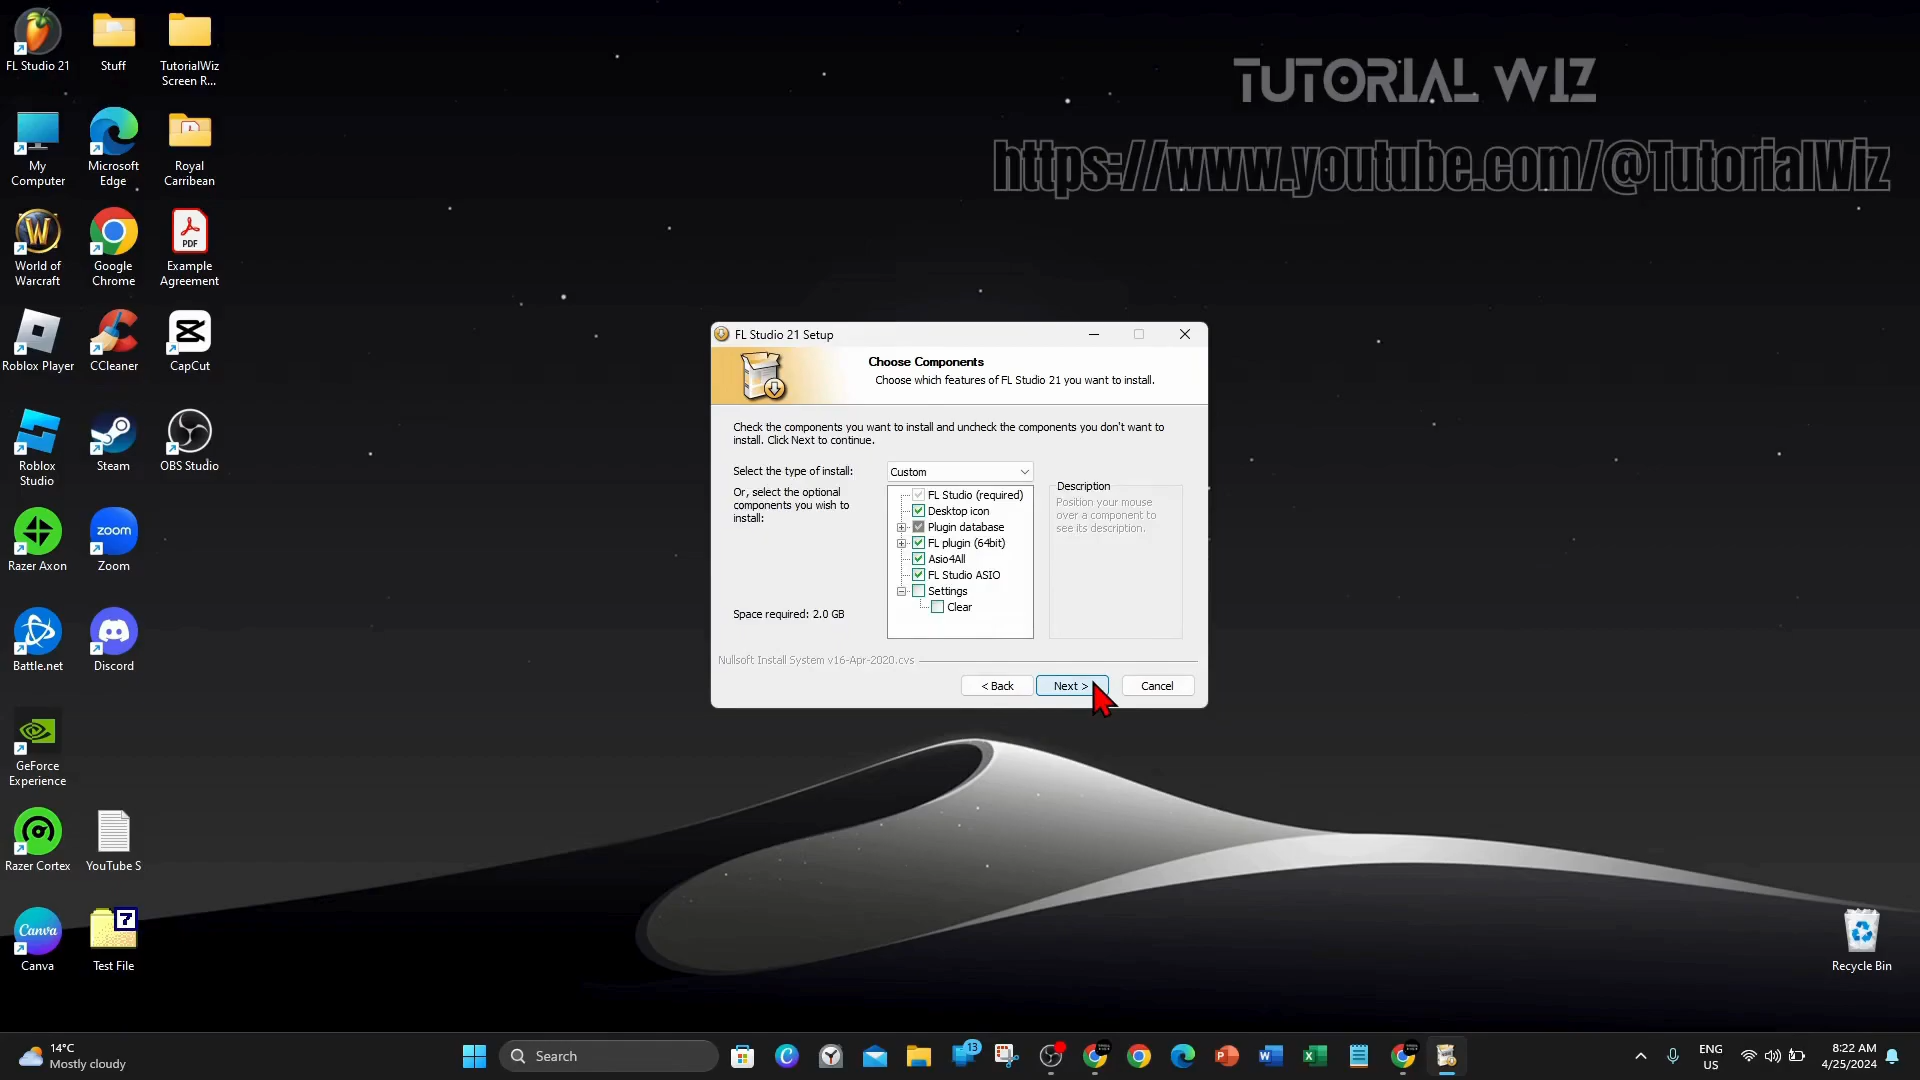 FL Studio 21
Stuff
TutorialWiz
Screen R...
My
Computer
Microsoft
Edge
Royal
Carribean
World of
Warcraft
Google
Chrome
PDF
Example
Agreement
Roblox Player
CCleaner
CapCut
Roblox
Studio
Steam
OBS Studio
Razer Axon
zoom
Zoom
Battle.net
Discord
GeForce
Experience
Razer Cortex
YouTube S
Canva
Canva
7
Test File
TUTORIAL WIZ
https://www.youtube.com/@TutorialWiz
FL Studio 21 Setup
Choose Components
Choose which features of FL Studio 21 you want to install.
Check the components you want to install and uncheck the components you don't want to
install. Click Next to continue.
Select the type of install:
Custom
Or, select the optional
components you wish to
install:
FL Studio (required)
Desktop icon
Plugin database
FL plugin (64bit)
Asio4All
FL Studio ASIO
Settings
Clear
Description
Position your mouse
over a component to
see its description.
Space required: 2.0 GB
Nullsoft Install System v16-Apr-2020.cvs
< Back
Next >
Cancel
Recycle Bin
14°C
Mostly cloudy
Search
13
ENG
US
8:22 AM
4/25/2024